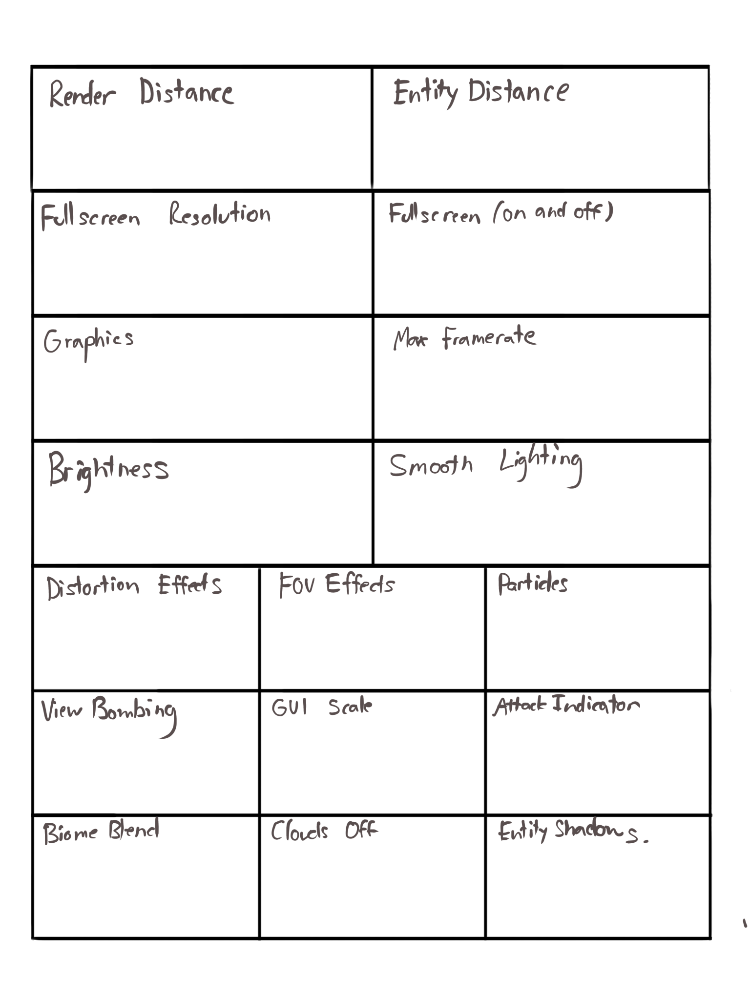 Render Distance
Entity Distance
Fullscreen Resolution
Fullscreen (on and off)
Graphics
Max Framerate
Brightness
Smooth Lighting
Distortion Effects
FOV Effects
Particles
View Bombing
GUI Scale
Attack Indicator
Biome Blend
Clouds Off
Entity Shadows.